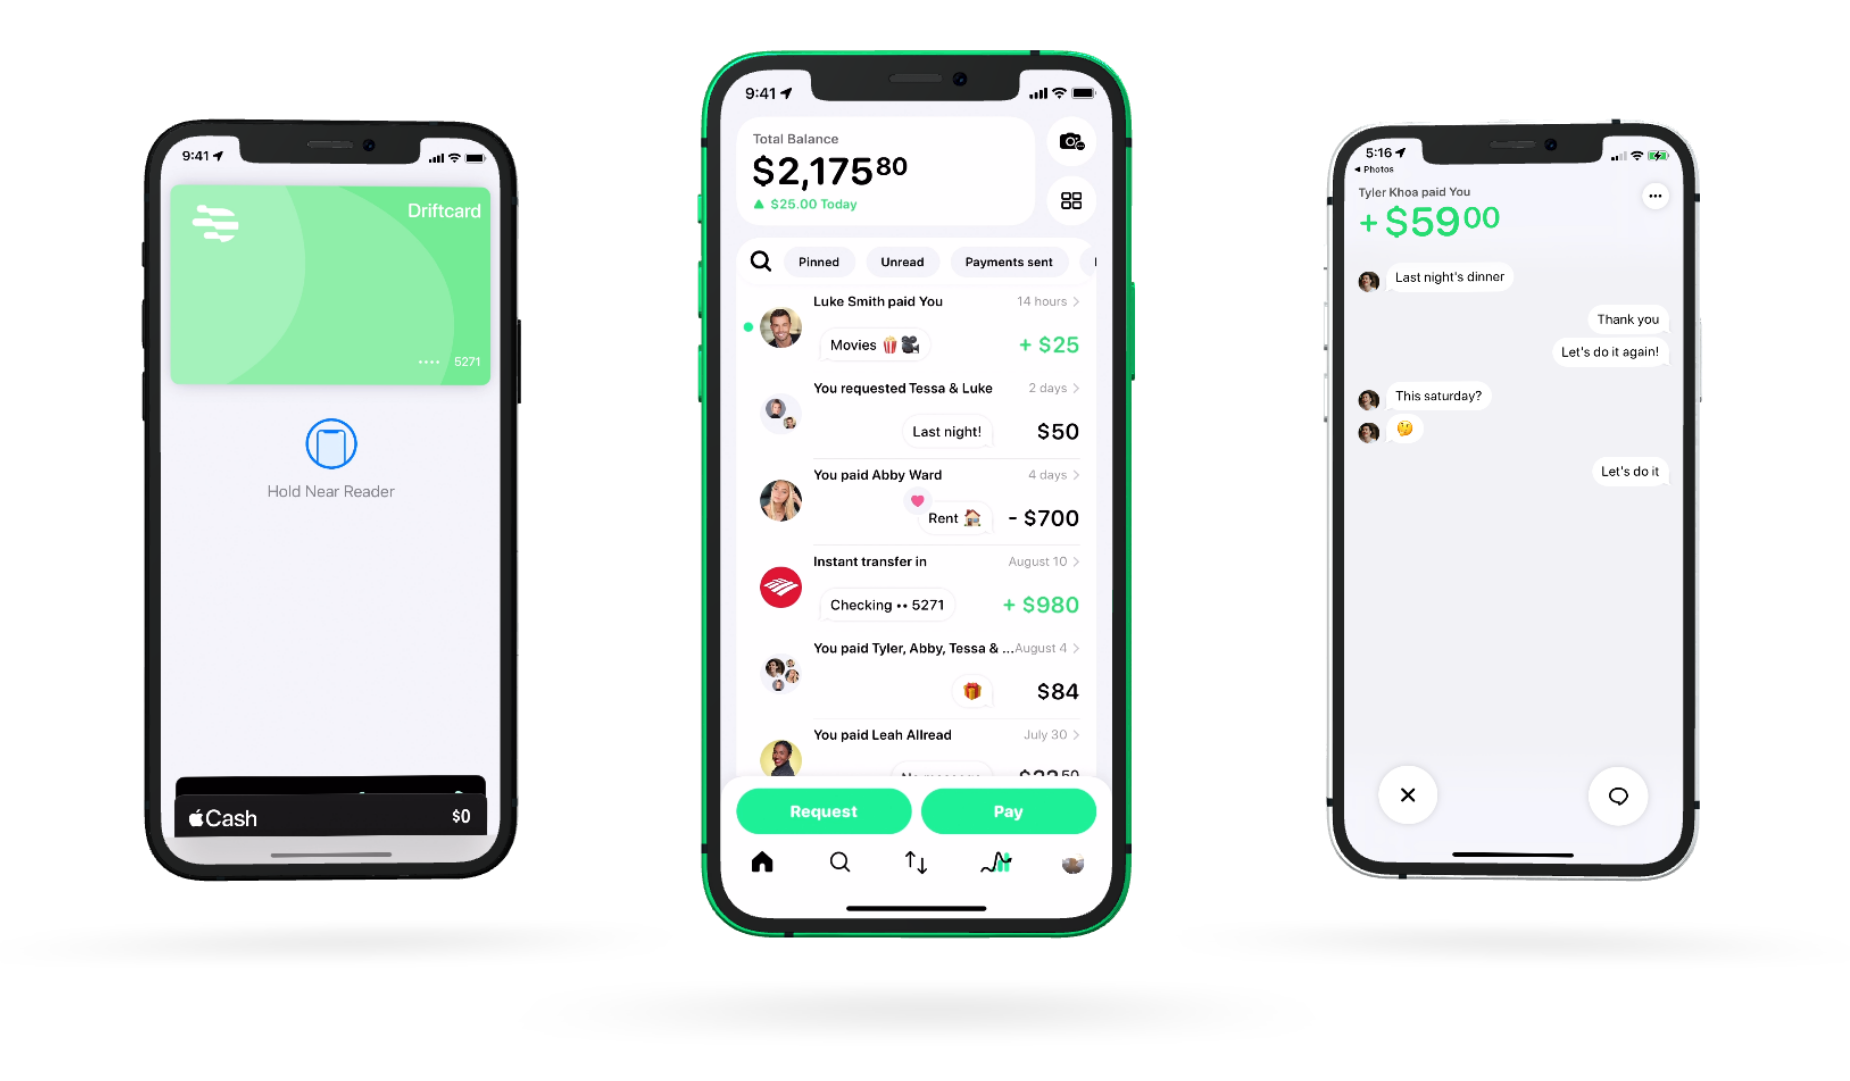 9:41
Driftcard
•••• 5271
Hold Near Reader
Cash $0
9:41
Total Balance
$2,175 80
$25.00 Today
Pinned Unread Payments sent
Luke Smith paid You 14 hours
Movies + $25
You requested Tessa & Luke 2 days
Last night! $50
You paid Abby Ward 4 days
Rent - $700
Instant transfer in August 10
Checking •• 5271 + $980
You paid Tyler, Abby, Tessa & ... August 4
$84
You paid Leah Allread July 30
Request Pay
5:16
Photos
Tyler Khoa paid You
+ $59 00
Last night's dinner
Thank you
Let's do it again!
This saturday?
Let's do it